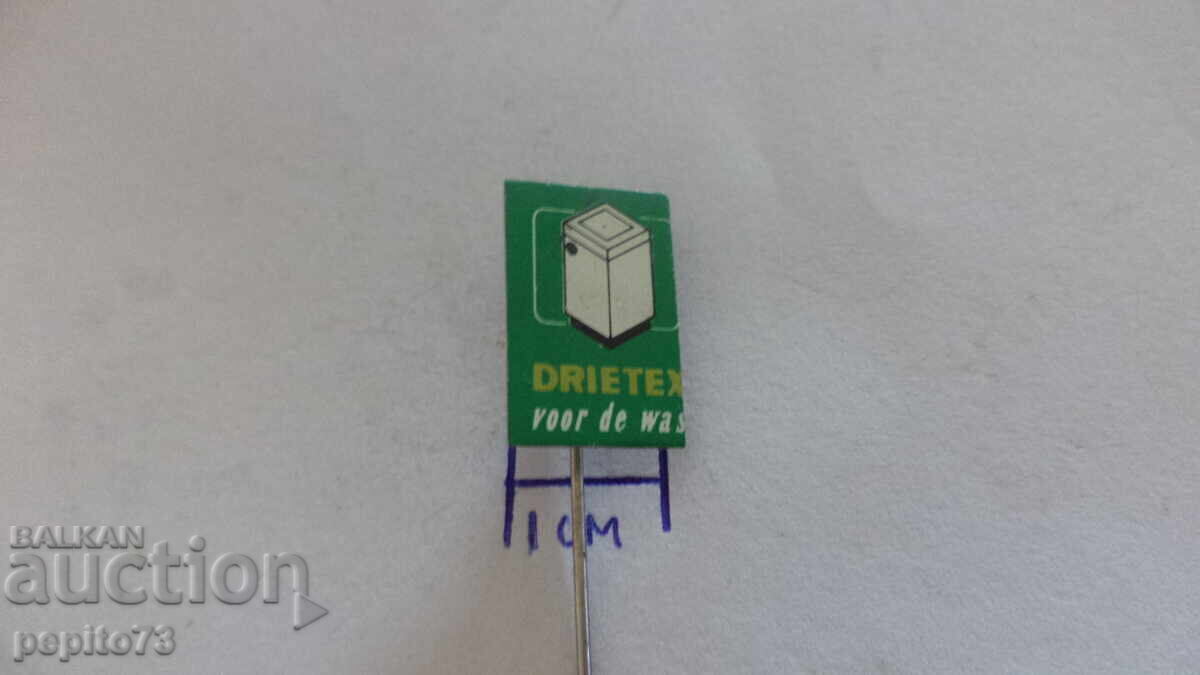 DRIETEX
voor de was
1 CM
BALKAN
auction
pepito73